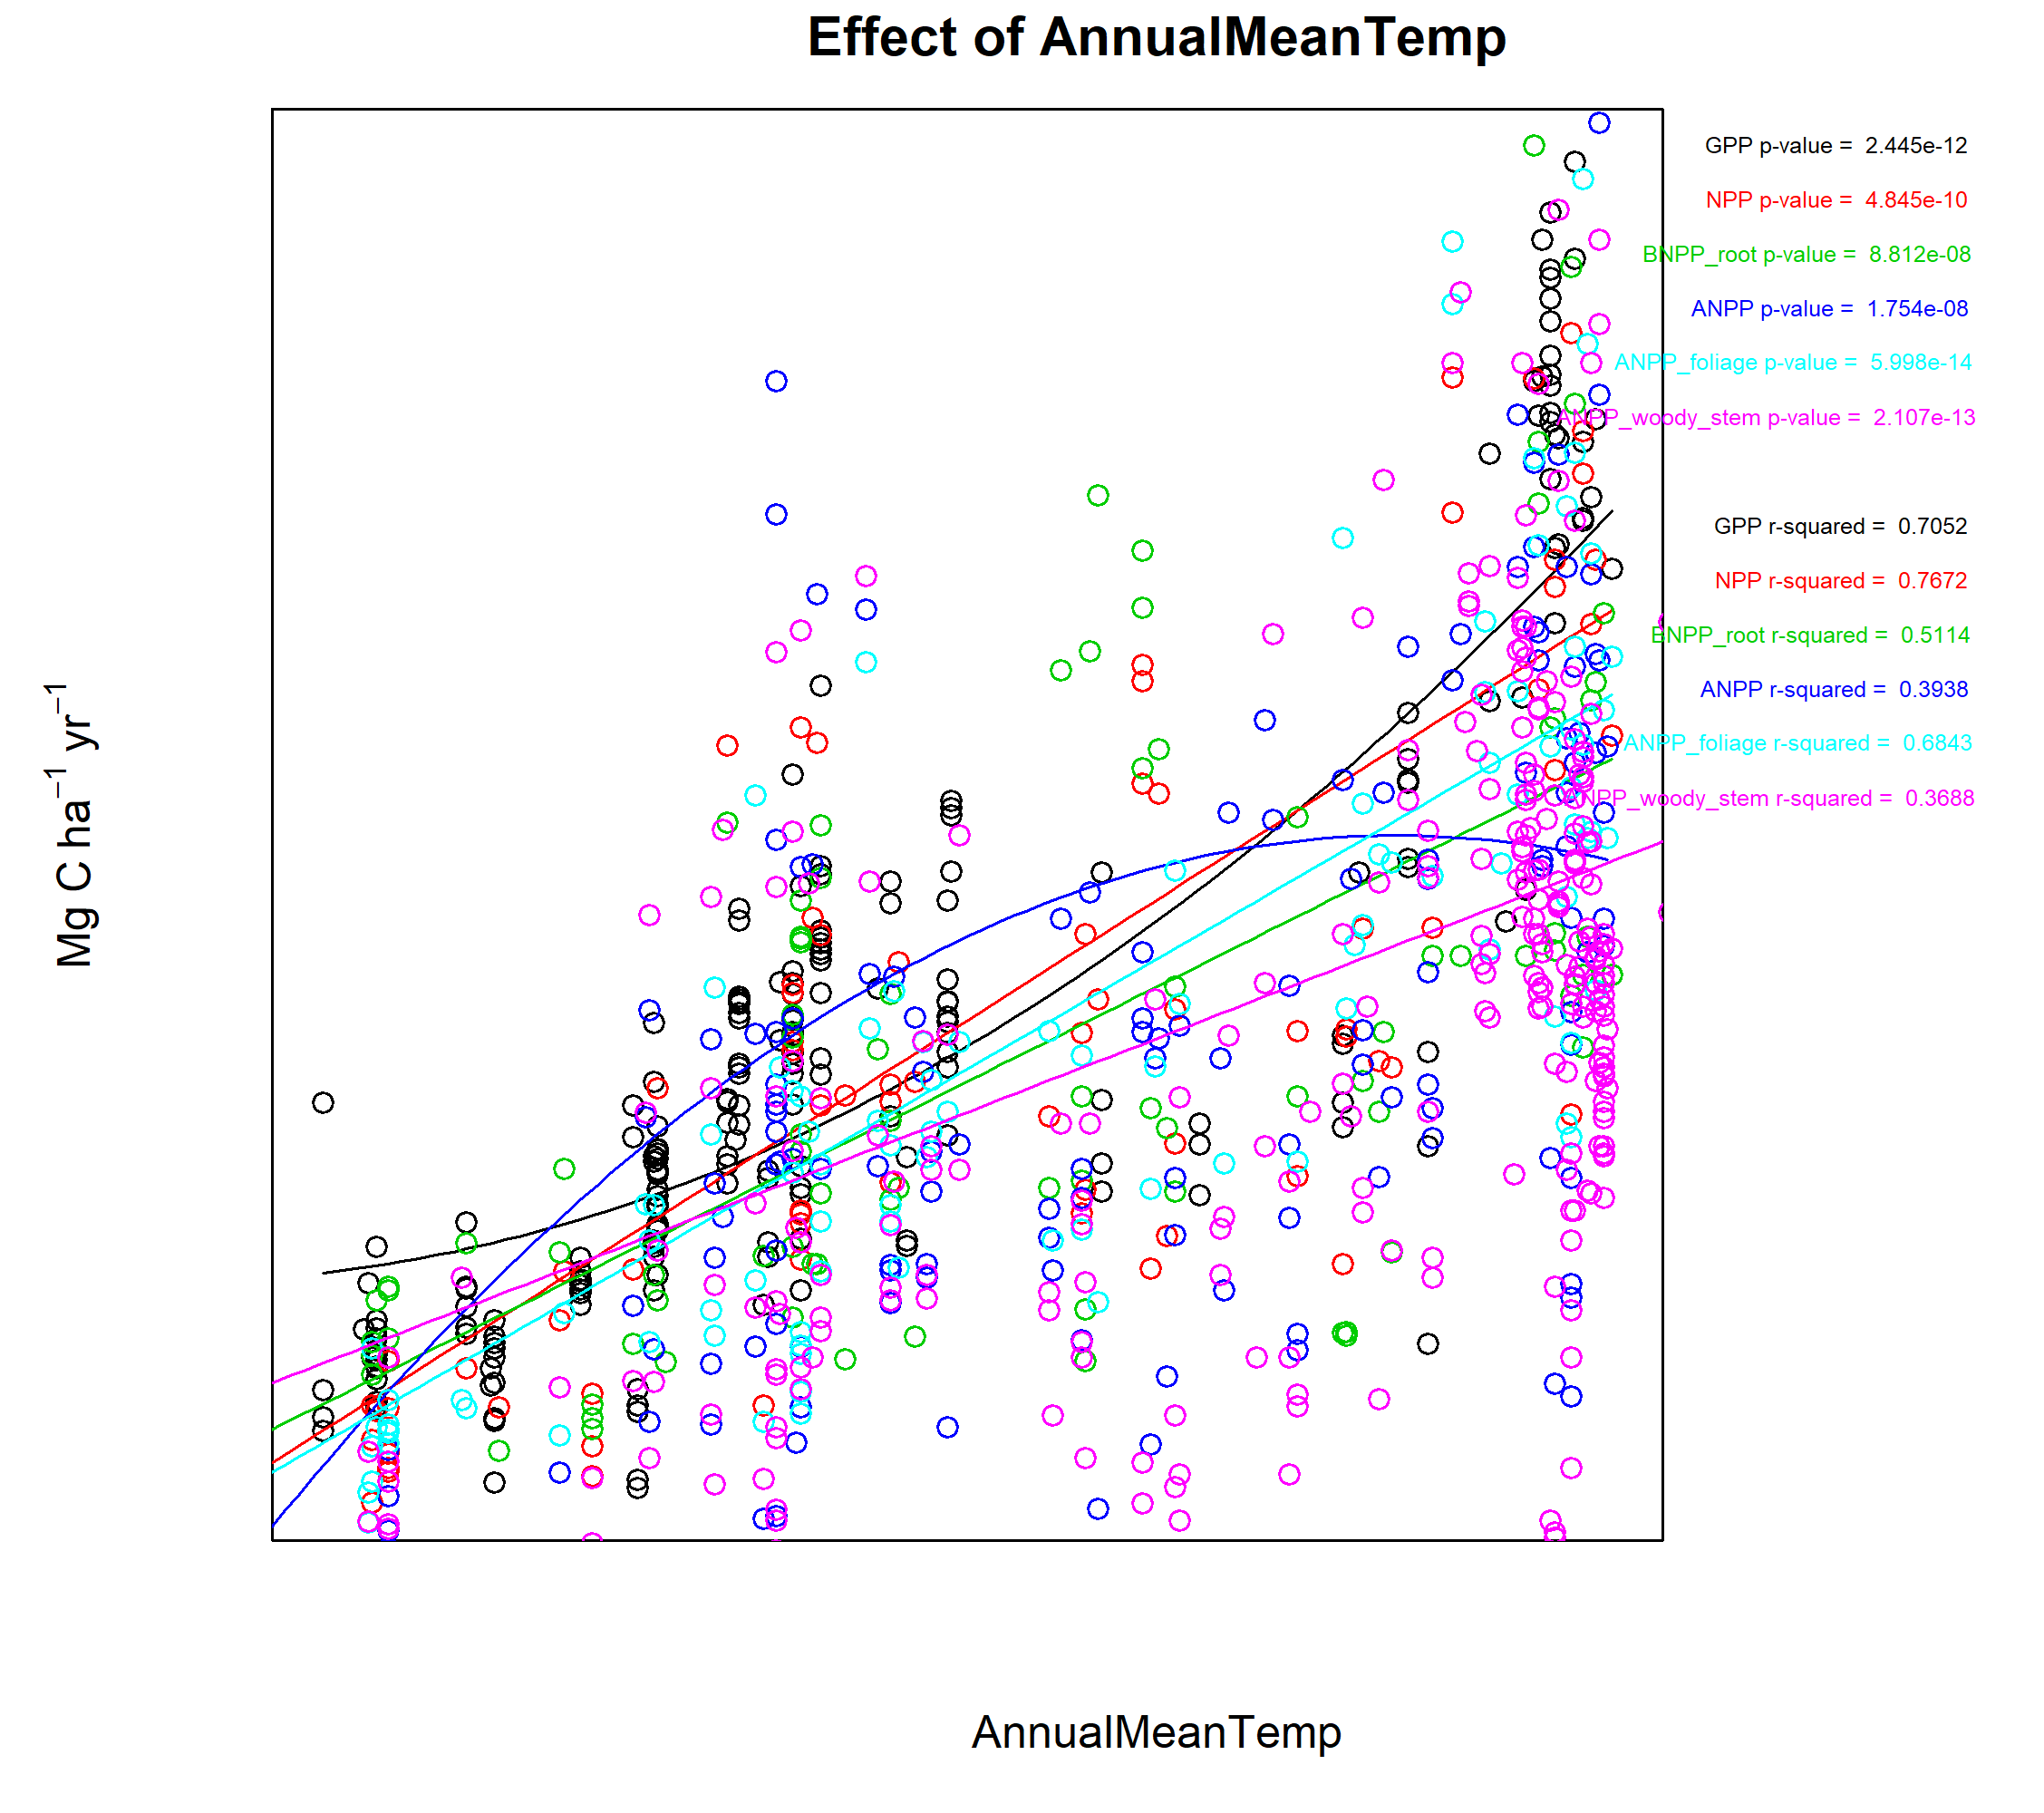 Effect of AnnualMeanTemp
GPP p-value = 2.445e-12
NPP p-value = 4.845e-10
BNPP_root p-value = 8.812e-08
ANPP p-value = 1.754e-08
ANPP_foliage p-value = 5.998e-14
ANPP_woody_stem p-value = 2.107e-13
GPP r-squared = 0.7052
NPP r-squared = 0.7672
BNPP_root r-squared = 0.5114
ANPP r-squared = 0.3938
ANPP_foliage r-squared = 0.6843
ANPP_woody_stem r-squared = 0.3688
Mg C ha⁻¹ yr⁻¹
AnnualMeanTemp